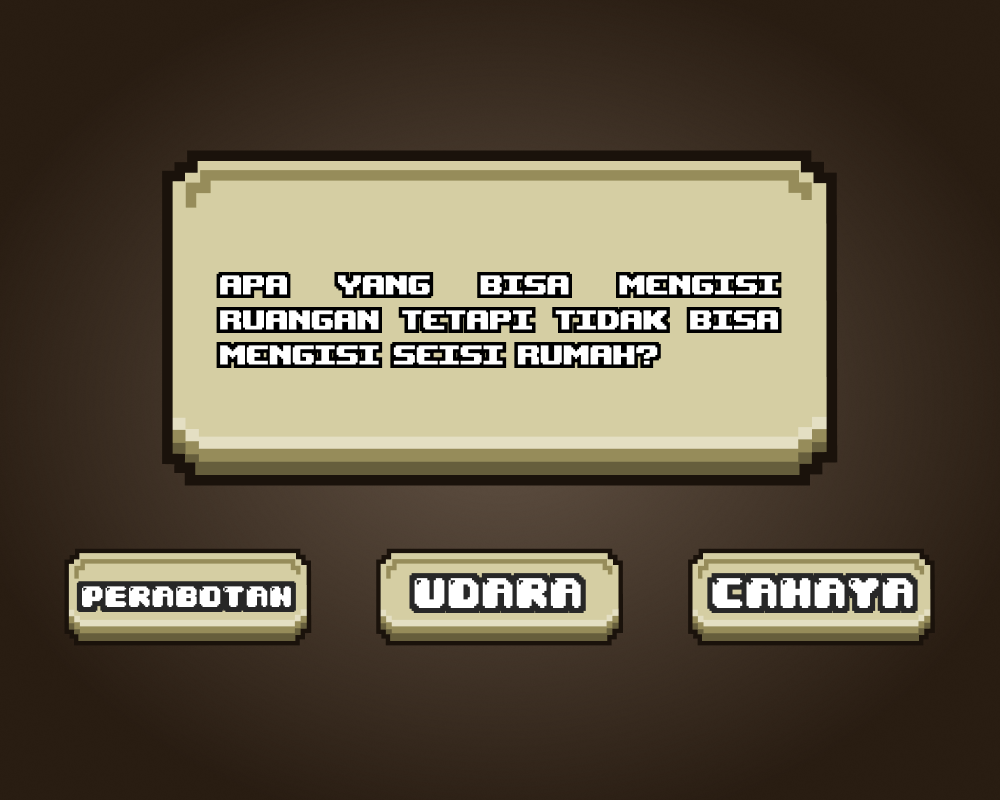 APA YANG BISA MENGISI
RUANGAN TETAPI TIDAK BISA
MENGISI SEISI RUMAH?
PERABOTAN
UDARA
CAHAYA